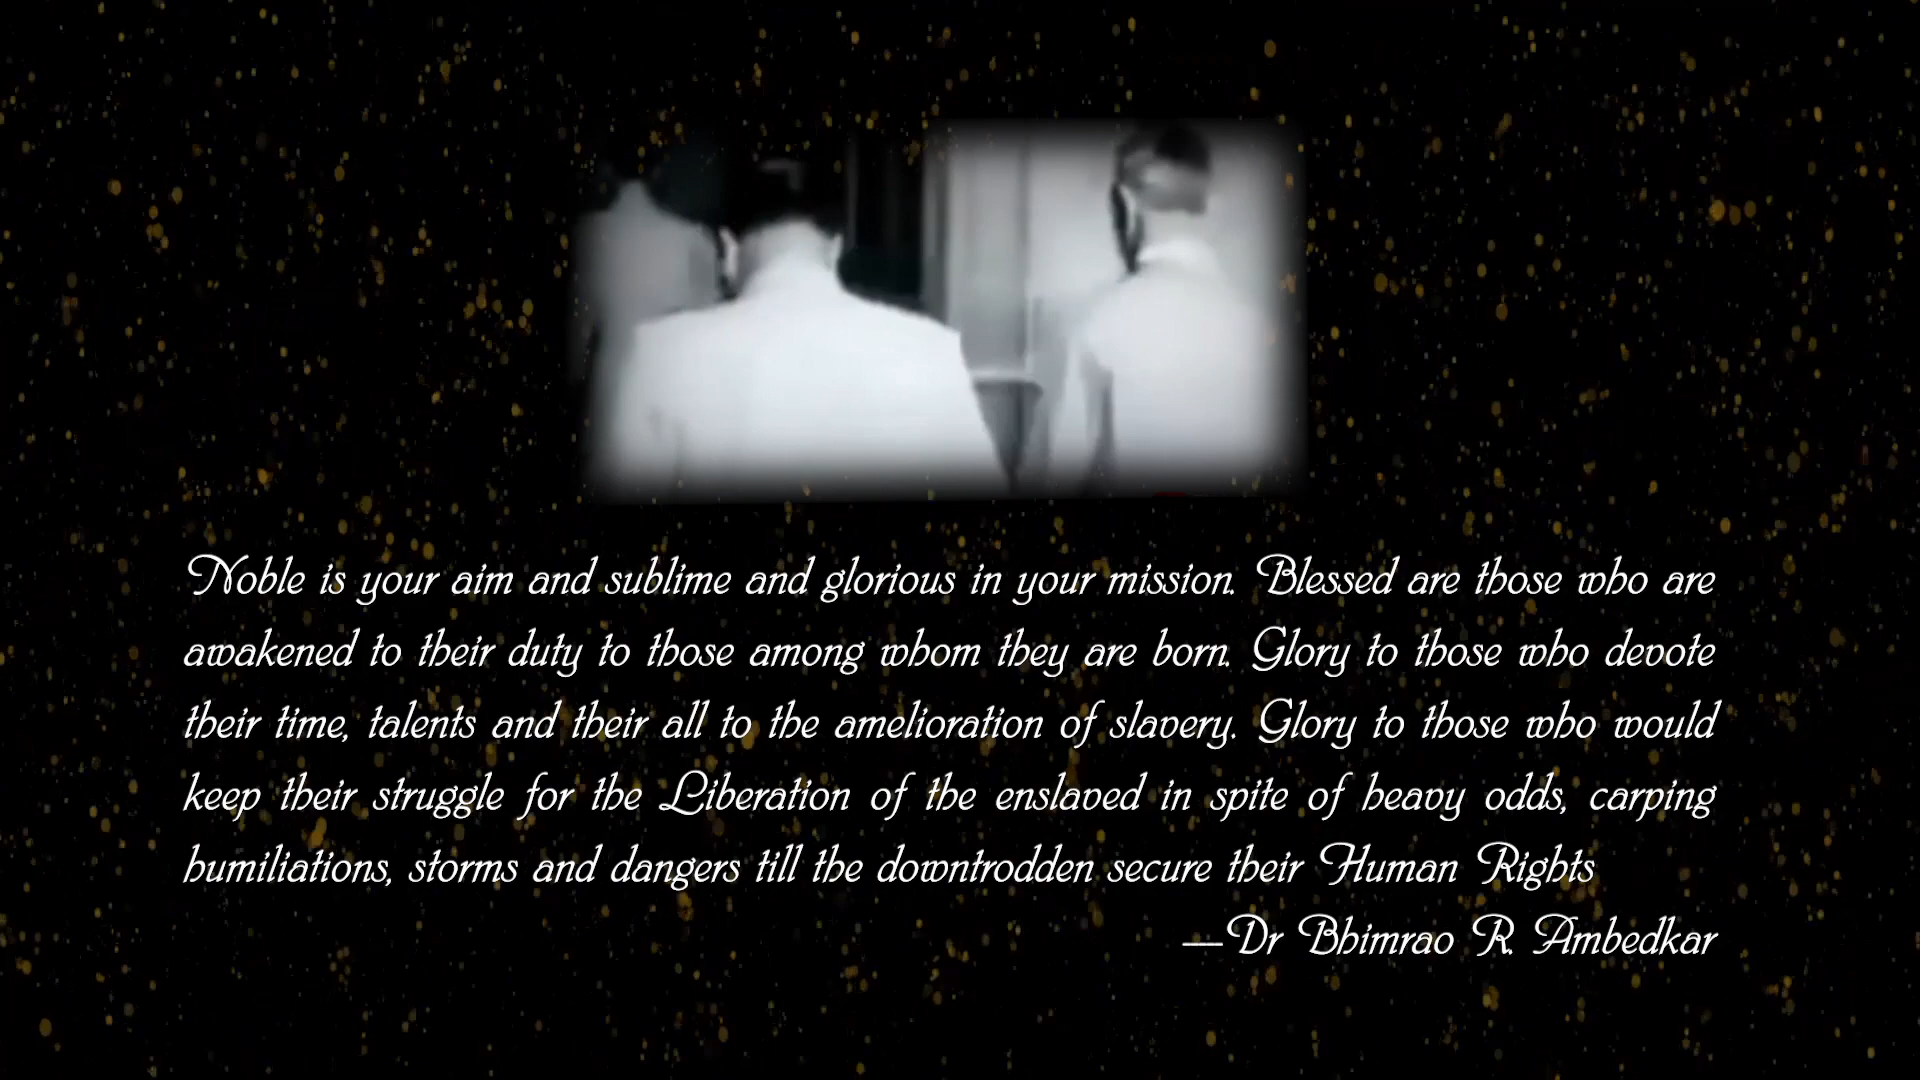 Noble is your aim and sublime and glorious in your mission. Blessed are those who are
awakened to their duty to those among whom they are born. Glory to those who devote
their time, talents and their all to the amelioration of slavery. Glory to those who would
keep their struggle for the Liberation of the enslaved in spite of heavy odds, carping
humiliations, storms and dangers till the downtrodden secure their Human Rights
—Dr Bhimrao R. Ambedkar